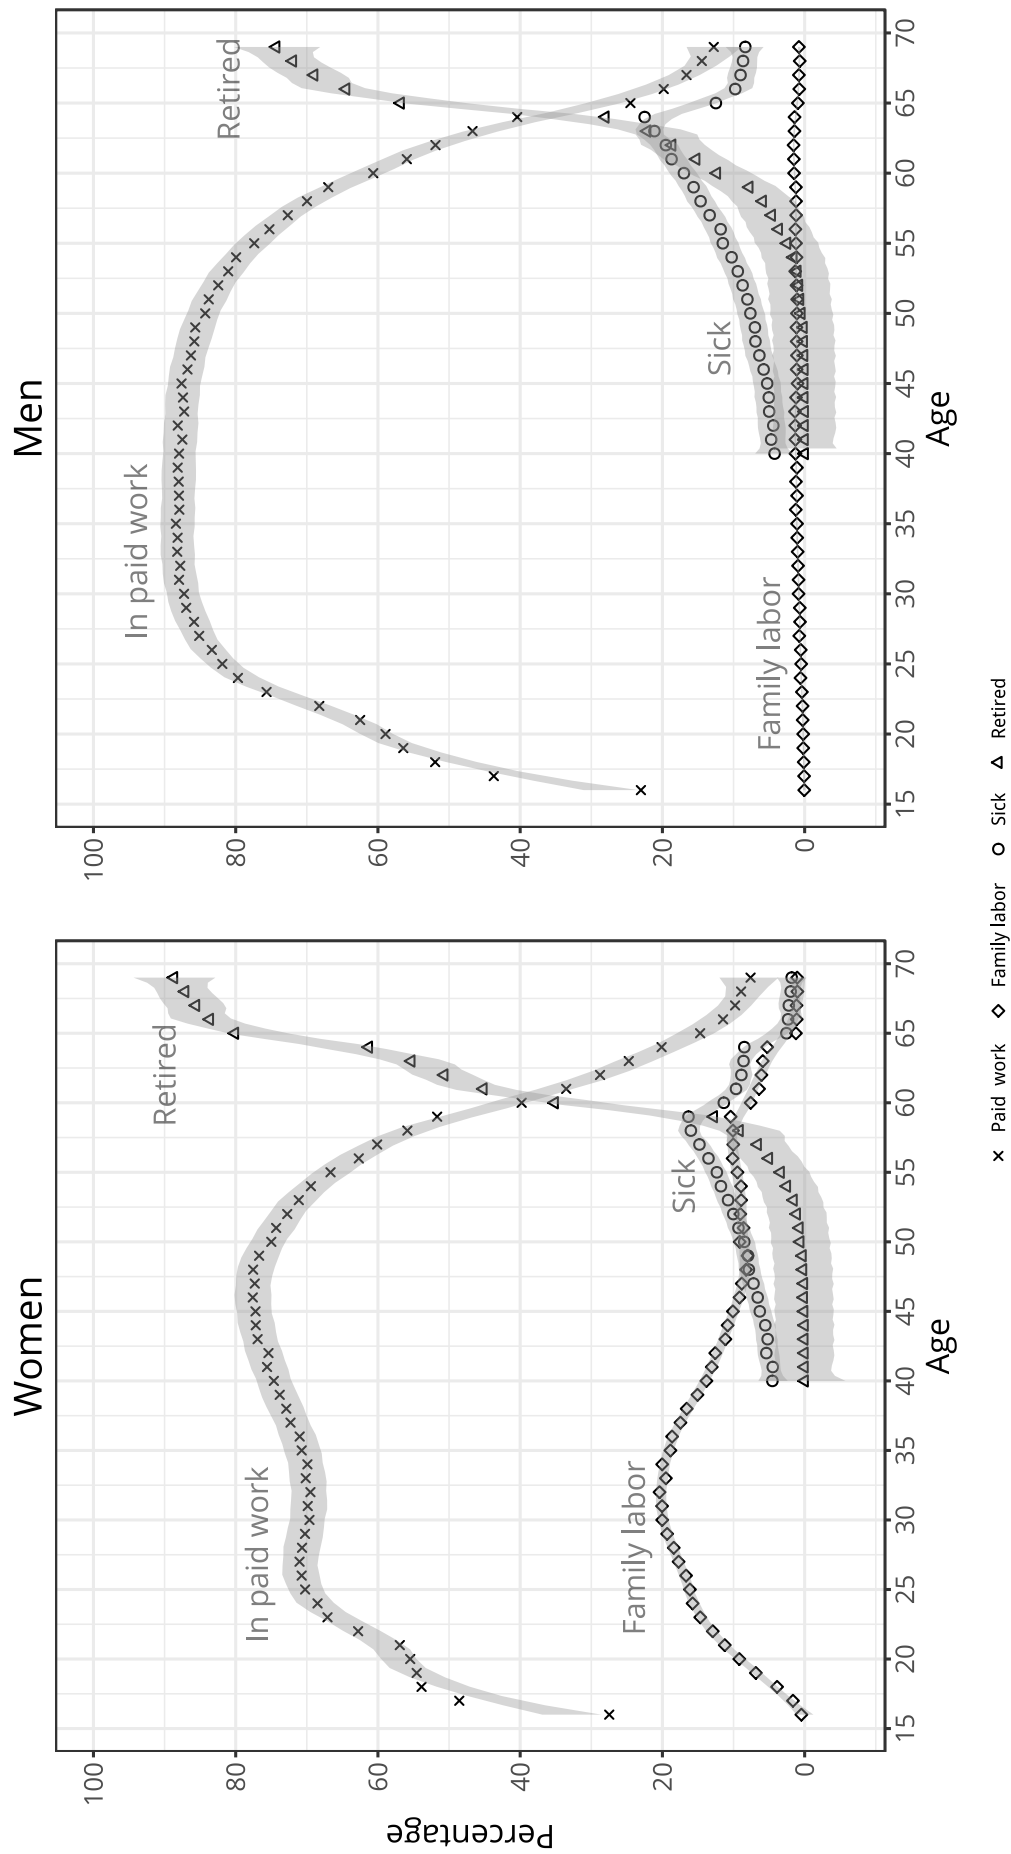 Women
Men
Percentage
100
80
60
40
20
0
Retired
In paid work
Sick
Family labor
15 20 25 30 35 40 45 50 55 60 65 70
Age
100
80
60
40
20
0
Retired
In paid work
Sick
Family labor
15 20 25 30 35 40 45 50 55 60 65 70
Age
Paid work Family labor Sick Retired